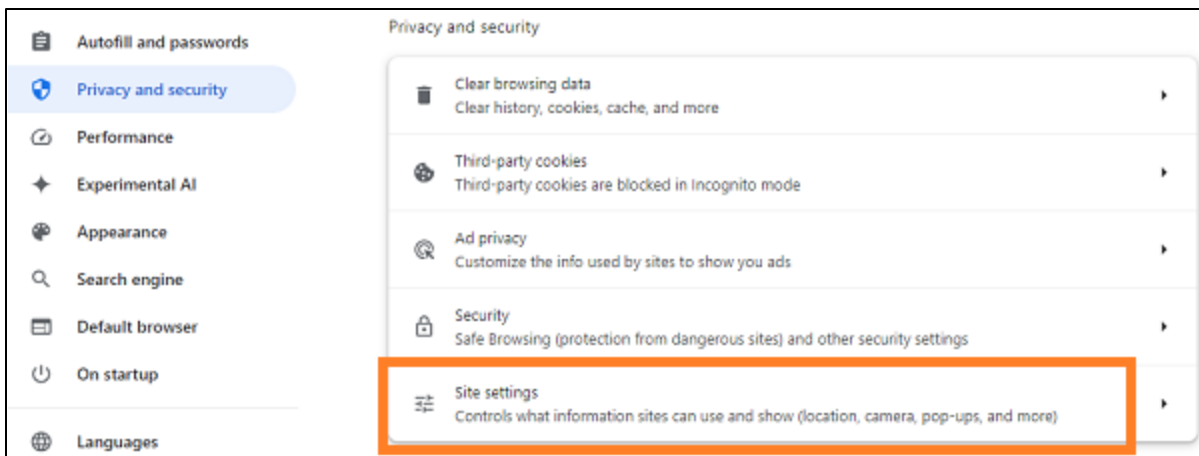 Autofill and passwords
Privacy and security
Performance
Experimental AI
Appearance
Search engine
Default browser
On startup
Languages
Privacy and security
Clear browsing data
Clear history, cookies, cache, and more
Third-party cookies
Third-party cookies are blocked in Incognito mode
Ad privacy
Customize the info used by sites to show you ads
Security
Safe Browsing (protection from dangerous sites) and other security settings
Site settings
Controls what information sites can use and show (location, camera, pop-ups, and more)